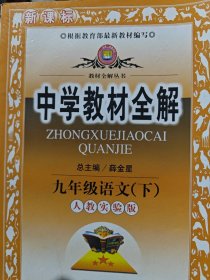 新课标
◎根据教育部最新教材编写◎
教材全解丛书
中学教材全解
ZHONGXUEJIAOCAI
QUANJIE
总主编／薛金星
九年级语文(下)
人教实验版